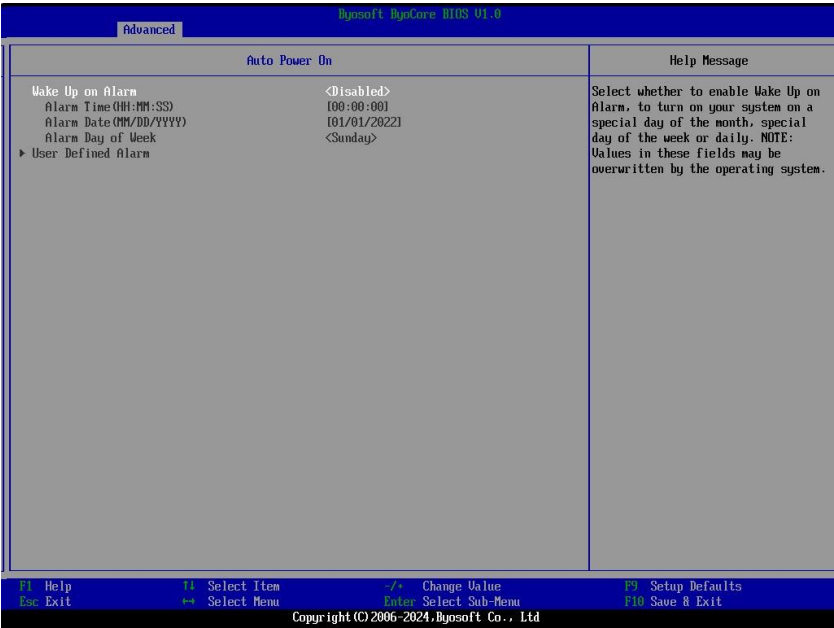 Byosoft ByoCore BIOS V1.0
Advanced
Auto Power On
Help Message
Wake Up on Alarm <Disabled>
Alarm Time(HH:MM:SS) [00:00:00]
Alarm Date(MM/DD/YYYY) [01/01/2022]
Alarm Day of Week <Sunday>
▶ User Defined Alarm
Select whether to enable Wake Up on
Alarm, to turn on your system on a
special day of the month, special
day of the week or daily. NOTE:
Values in these fields may be
overwritten by the operating system.
F1 Help ↑↓ Select Item -/+ Change Value F9 Setup Defaults
Esc Exit ↔ Select Menu Enter Select Sub-Menu F10 Save & Exit
Copyright(C)2006-2024,Byosoft Co., Ltd